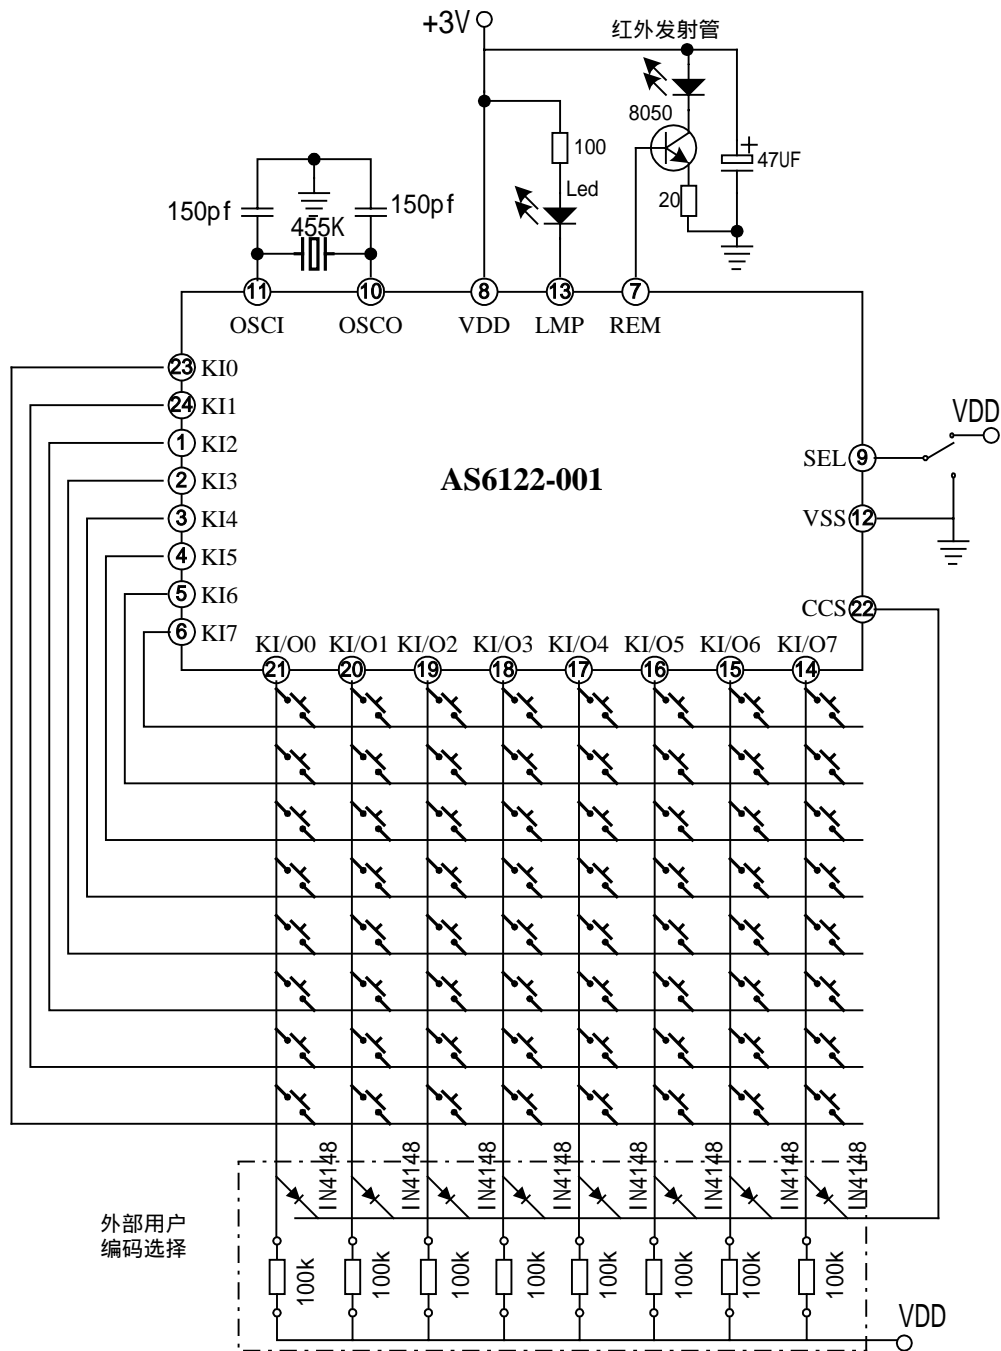 +3V
红外发射管
8050
100
47UF
+
Led
20
150pf
150pf
455K
11 10 8 13 7
OSCI OSCO VDD LMP REM
23 KI0
24 KI1
1 KI2
2 KI3
3 KI4
4 KI5
5 KI6
6 KI7
AS6122-001
VDD
SEL 9
VSS 12
CCS 22
KI/O0 KI/O1 KI/O2 KI/O3 KI/O4 KI/O5 KI/O6 KI/O7
21 20 19 18 17 16 15 14
IN4148 IN4148 IN4148 IN4148 IN4148 IN4148 IN4148 IN4148
外部用户
编码选择
100k 100k 100k 100k 100k 100k 100k 100k
VDD